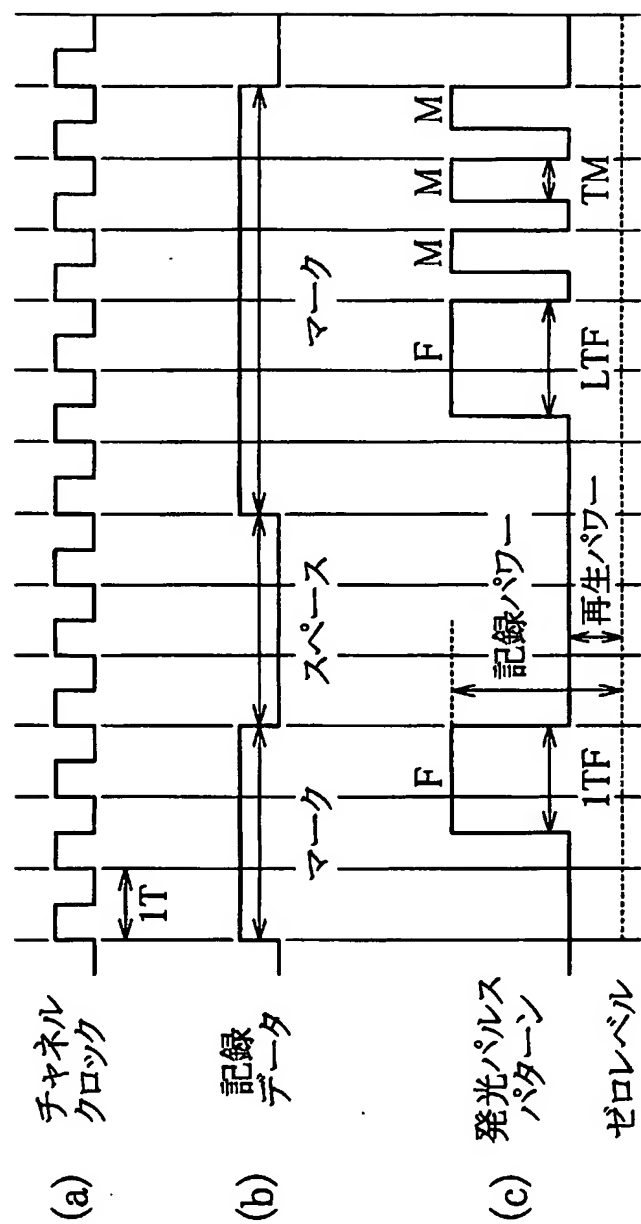 (a)
チャネル
クロック
1T
(b)
記録
データ
マーク
スペース
マーク
(c)
発光パルス
パターン
F
1TF
記録パワー
再生パワー
F
LTF
M
M
TM
M
ゼロレベル